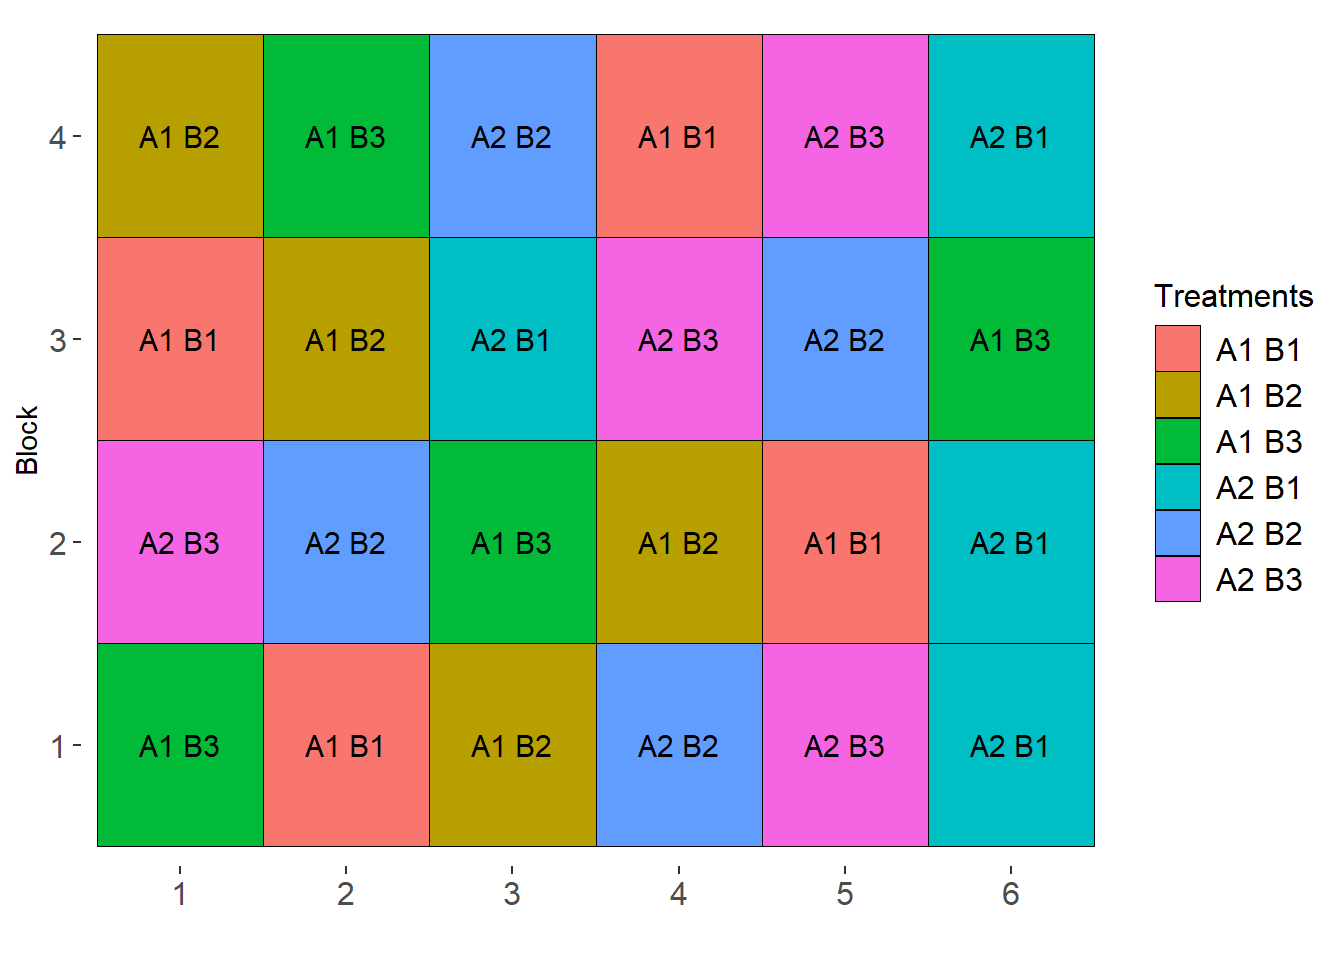 4
A1 B2 A1 B3 A2 B2 A1 B1 A2 B3 A2 B1
3
A1 B1 A1 B2 A2 B1 A2 B3 A2 B2 A1 B3
Block
2
A2 B3 A2 B2 A1 B3 A1 B2 A1 B1 A2 B1
1
A1 B3 A1 B1 A1 B2 A2 B2 A2 B3 A2 B1
1 2 3 4 5 6
Treatments
A1 B1
A1 B2
A1 B3
A2 B1
A2 B2
A2 B3